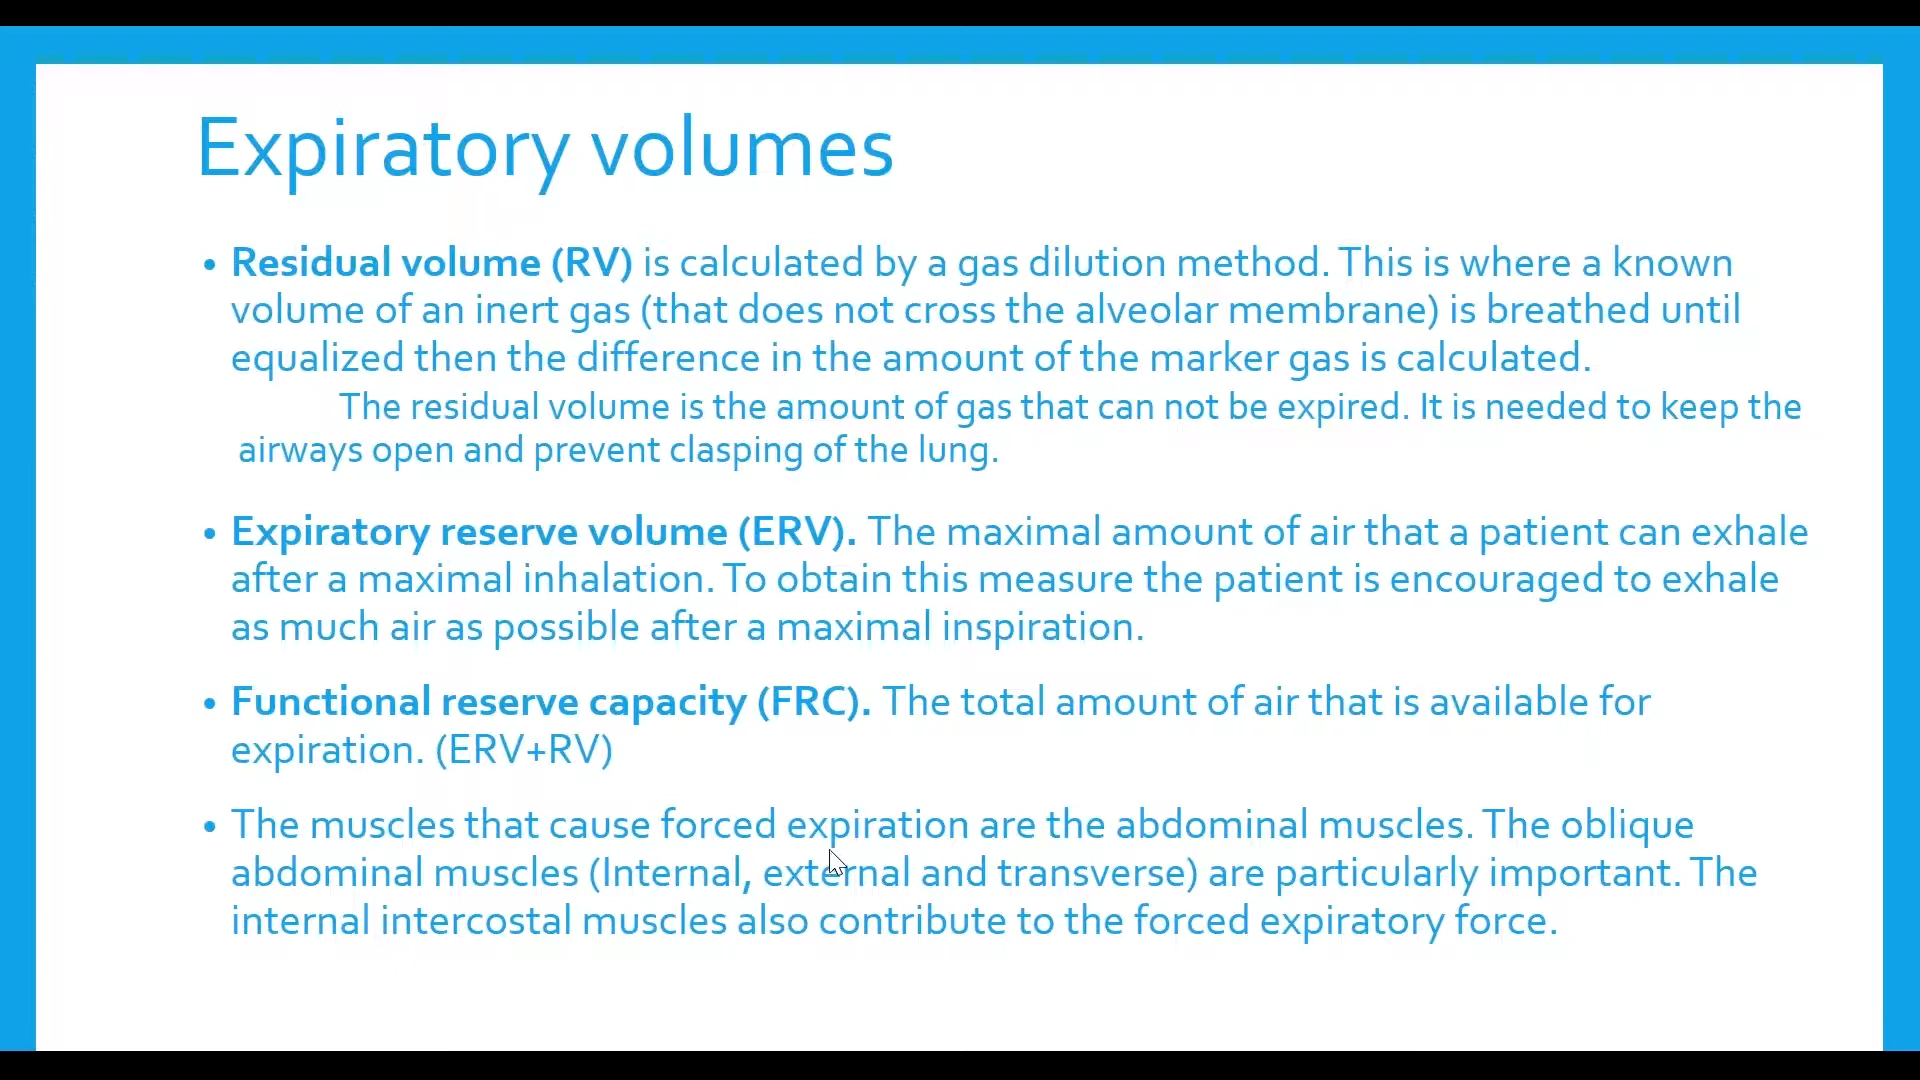 Expiratory volumes
• Residual volume (RV) is calculated by a gas dilution method. This is where a known
volume of an inert gas (that does not cross the alveolar membrane) is breathed until
equalized then the difference in the amount of the marker gas is calculated.
The residual volume is the amount of gas that can not be expired. It is needed to keep the
airways open and prevent clasping of the lung.
• Expiratory reserve volume (ERV). The maximal amount of air that a patient can exhale
after a maximal inhalation. To obtain this measure the patient is encouraged to exhale
as much air as possible after a maximal inspiration.
• Functional reserve capacity (FRC). The total amount of air that is available for
expiration. (ERV+RV)
• The muscles that cause forced expiration are the abdominal muscles. The oblique
abdominal muscles (Internal, external and transverse) are particularly important. The
internal intercostal muscles also contribute to the forced expiratory force.